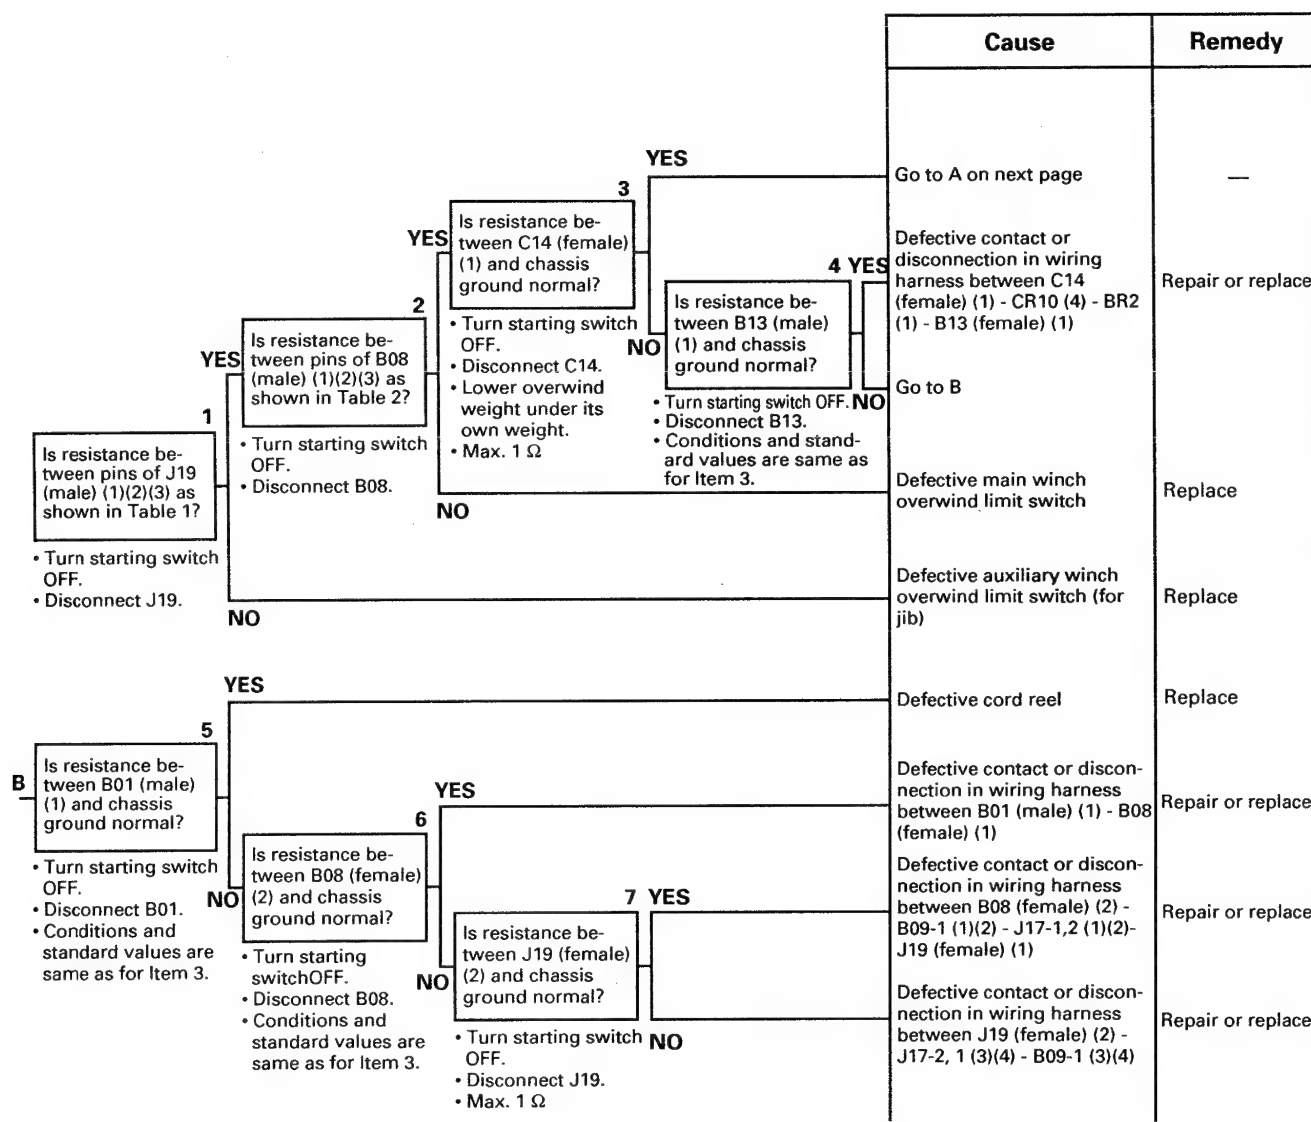 Cause
Remedy
YES
Go to A on next page
—
3
Is resistance be-
tween C14 (female)
(1) and chassis
ground normal?
YES
• Turn starting switch
OFF.
• Disconnect C14.
• Lower overwind
weight under its
own weight.
• Max. 1 Ω
NO
4 YES
Is resistance be-
tween B13 (male)
(1) and chassis
ground normal?
• Turn starting switch OFF.
• Disconnect B13.
• Conditions and stand-
ard values are same as
for Item 3.
NO
Defective contact or
disconnection in wiring
harness between C14
(female) (1) - CR10 (4) - BR2
(1) - B13 (female) (1)
Repair or replace
Go to B
2
YES
Is resistance be-
tween pins of B08
(male) (1)(2)(3) as
shown in Table 2?
• Turn starting switch
OFF.
• Disconnect B08.
NO
Defective main winch
overwind limit switch
Replace
1
Is resistance be-
tween pins of J19
(male) (1)(2)(3) as
shown in Table 1?
• Turn starting switch
OFF.
• Disconnect J19.
NO
Defective auxiliary winch
overwind limit switch (for
jib)
Replace
YES
Defective cord reel
Replace
B
5
Is resistance be-
tween B01 (male)
(1) and chassis
ground normal?
• Turn starting switch
OFF.
• Disconnect B01.
• Conditions and
standard values are
same as for Item 3.
NO
6
YES
Is resistance be-
tween B08 (female)
(2) and chassis
ground normal?
• Turn starting
switchOFF.
• Disconnect B08.
• Conditions and
standard values are
same as for Item 3.
NO
Defective contact or discon-
nection in wiring harness
between B01 (male) (1) - B08
(female) (1)
Repair or replace
7 YES
Is resistance be-
tween J19 (female)
(2) and chassis
ground normal?
• Turn starting switch
OFF.
• Disconnect J19.
• Max. 1 Ω
NO
Defective contact or discon-
nection in wiring harness
between B08 (female) (2) -
B09-1 (1)(2) - J17-1,2 (1)(2)-
J19 (female) (1)
Repair or replace
Defective contact or discon-
nection in wiring harness
between J19 (female) (2) -
J17-2, 1 (3)(4) - B09-1 (3)(4)
Repair or replace